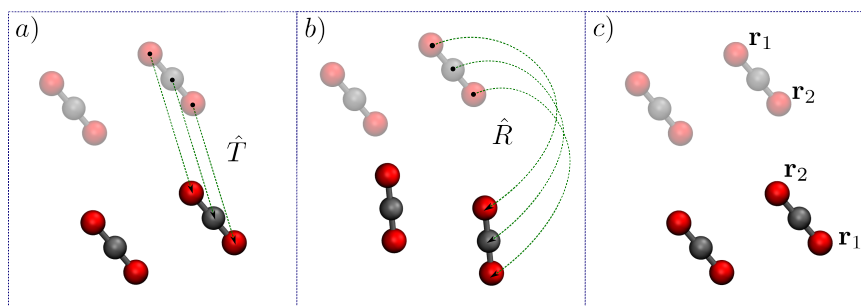 a)
T̂
b)
R̂
c)
r₁
r₂
r₂
r₁